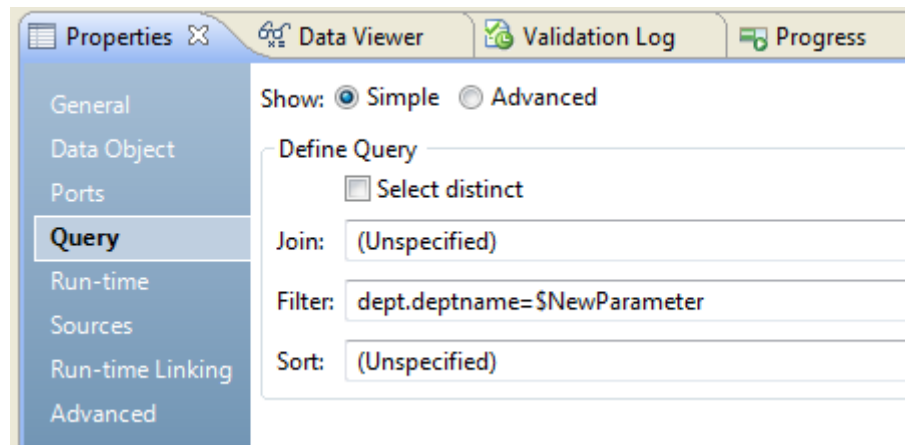 Properties Data Viewer Validation Log Progress
General
Data Object
Ports
Query
Run-time
Sources
Run-time Linking
Advanced
Show: Simple Advanced
Define Query
Select distinct
Join: (Unspecified)
Filter: dept.deptname=$NewParameter
Sort: (Unspecified)